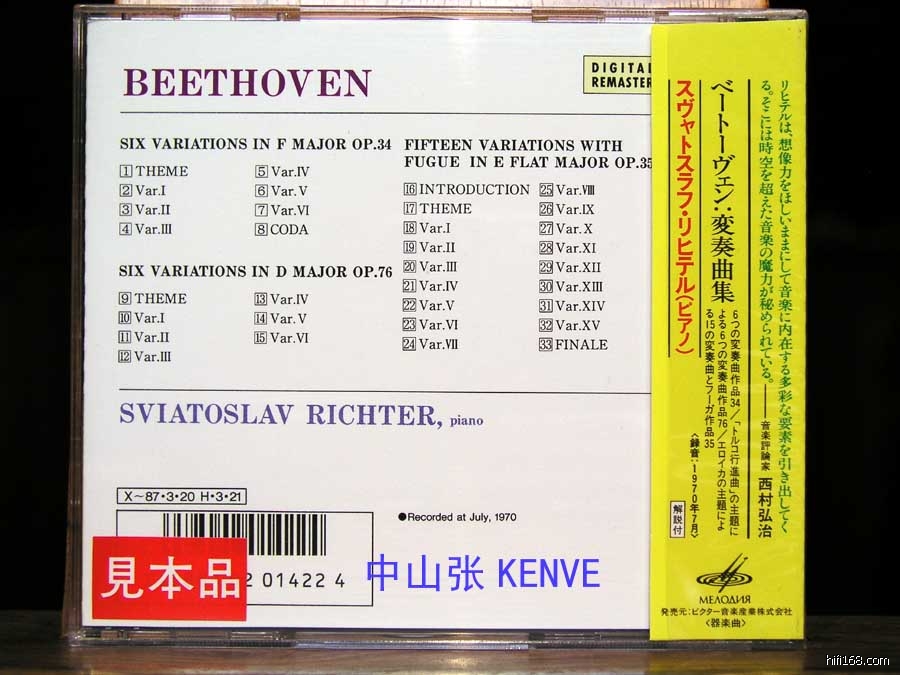 BEETHOVEN
DIGITAL
REMASTER
SIX VARIATIONS IN F MAJOR OP.34
1 THEME
2 Var.I
3 Var.II
4 Var.III
5 Var.IV
6 Var.V
7 Var.VI
8 CODA
SIX VARIATIONS IN D MAJOR OP.76
9 THEME
10 Var.I
11 Var.II
12 Var.III
13 Var.IV
14 Var.V
15 Var.VI
FIFTEEN VARIATIONS WITH
FUGUE IN E FLAT MAJOR OP.35
16 INTRODUCTION
17 THEME
18 Var.I
19 Var.II
20 Var.III
21 Var.IV
22 Var.V
23 Var.VI
24 Var.VII
25 Var.VIII
26 Var.IX
27 Var.X
28 Var.XI
29 Var.XII
30 Var.XIII
31 Var.XIV
32 Var.XV
33 FINALE
SVIATOSLAV RICHTER, piano
X~87・3・20 H・3・21
●Recorded at July, 1970
見本品
2 01422 4
中山张 KENVE
リヒテルは、想像力をほしいままにして音楽に内在する多彩な要素を引き出してく
る。そこには時空を超えた音楽の魔力が秘められている。——音楽評論家 西村弘治
ベートーヴェン:変奏曲集
6つの変奏曲作品34/「トルコ行進曲」の主題に
よる6つの変奏曲作品76/エロイカの主題によ
る15の変奏曲とフーガ作品35
〈録音:1970年7月〉
スヴャトスラフ・リヒテル(ピアノ)
解説付
МЕЛОДИЯ
発売元:ビクター音楽産業株式会社
〈器楽曲〉
hifi168.com